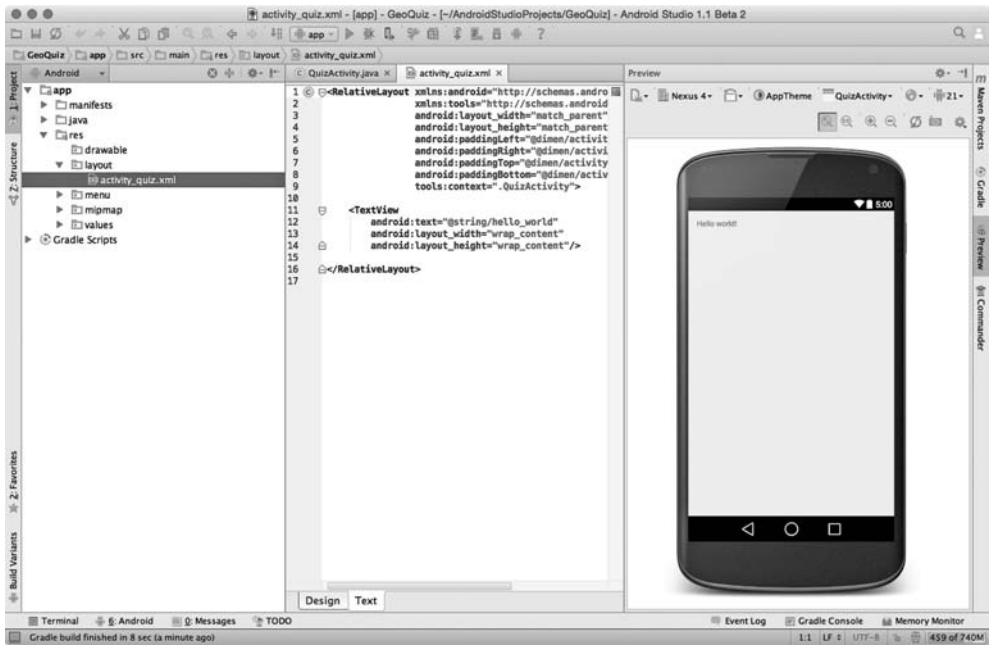 activity_quiz.xml - [app] - GeoQuiz - [~/AndroidStudioProjects/GeoQuiz] - Android Studio 1.1 Beta 2
app
?
GeoQuiz app src main res layout activity_quiz.xml
1: Project
Z: Structure
2: Favorites
Build Variants
Android
app
manifests
java
res
drawable
layout
activity_quiz.xml
menu
mipmap
values
Gradle Scripts
QuizActivity.java × activity_quiz.xml ×
1 <RelativeLayout xmlns:android="http://schemas.andro
2 xmlns:tools="http://schemas.android
3 android:layout_width="match_parent"
4 android:layout_height="match_parent
5 android:paddingLeft="@dimen/activit
6 android:paddingRight="@dimen/activi
7 android:paddingTop="@dimen/activity
8 android:paddingBottom="@dimen/activ
9 tools:context=".QuizActivity">
10
11 <TextView
12 android:text="@string/hello_world"
13 android:layout_width="wrap_content"
14 android:layout_height="wrap_content"/>
15
16 </RelativeLayout>
17
Design Text
Preview
Nexus 4 AppTheme QuizActivity 21
5:00
Hello world!
m Maven Projects
Gradle
Preview
Commander
Terminal 6: Android 0: Messages TODO Event Log Gradle Console Memory Monitor
Gradle build finished in 8 sec (a minute ago) 1:1 LF UTF-8 459 of 740M